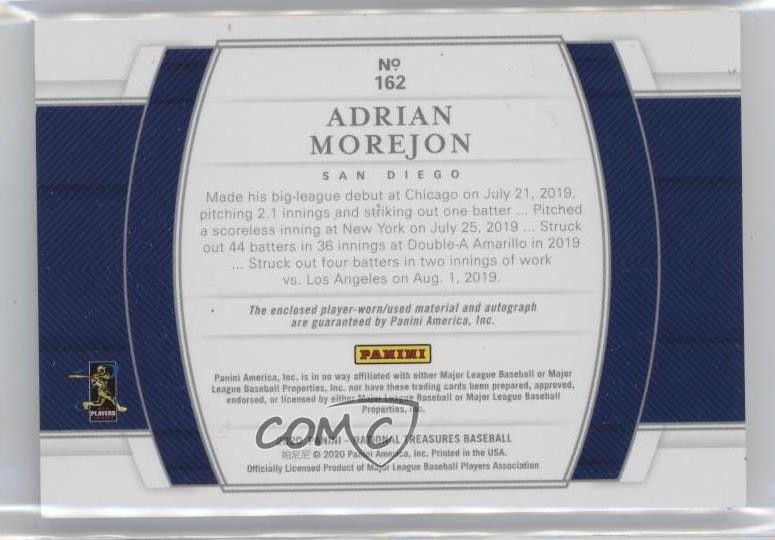 Nº
162
ADRIAN
MOREJON
SAN DIEGO
Made his big-league debut at Chicago on July 21, 2019,
pitching 2.1 innings and striking out one batter ... Pitched
a scoreless inning at New York on July 25, 2019 ... Struck
out 44 batters in 36 innings at Double-A Amarillo in 2019
... Struck out four batters in two innings of work
vs. Los Angeles on Aug. 1, 2019.
The enclosed player-worn/used material and autograph
are guaranteed by Panini America, Inc.
PANINI
Panini America, Inc. is in no way affiliated with either Major League Baseball or Major
League Baseball Properties, Inc. nor have these trading cards been prepared, approved,
endorsed, or licensed by either Major League Baseball or Major League Baseball
Properties, Inc.
PLAYERS
COMC
2020 PANINI – NATIONAL TREASURES BASEBALL
帕尼尼 © 2020 Panini America, Inc. Printed in the USA.
Officially Licensed Product of Major League Baseball Players Association